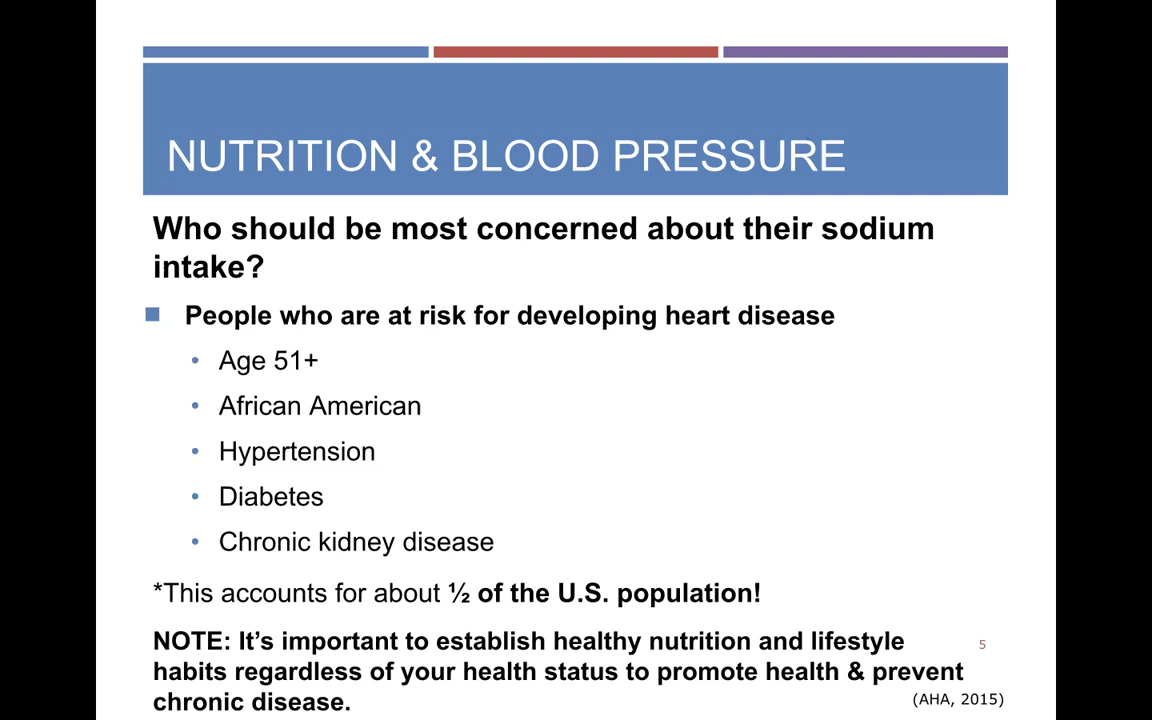 NUTRITION & BLOOD PRESSURE
Who should be most concerned about their sodium
intake?
People who are at risk for developing heart disease
• Age 51+
• African American
• Hypertension
• Diabetes
• Chronic kidney disease
*This accounts for about ½ of the U.S. population!
NOTE: It’s important to establish healthy nutrition and lifestyle
habits regardless of your health status to promote health & prevent
chronic disease.
5
(AHA, 2015)